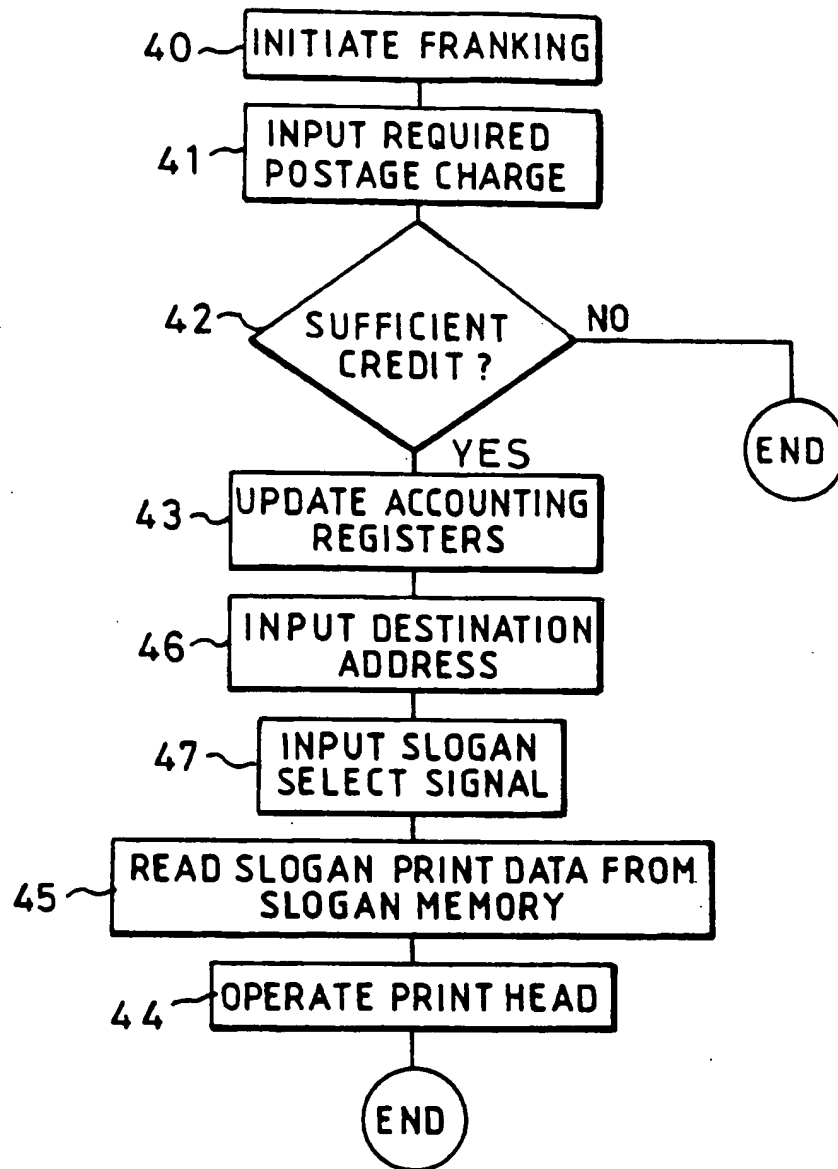 40 INITIATE FRANKING
41 INPUT REQUIRED
POSTAGE CHARGE
42 SUFFICIENT
CREDIT ?
NO
END
YES
43 UPDATE ACCOUNTING
REGISTERS
46 INPUT DESTINATION
ADDRESS
47 INPUT SLOGAN
SELECT SIGNAL
45 READ SLOGAN PRINT DATA FROM
SLOGAN MEMORY
44 OPERATE PRINT HEAD
END